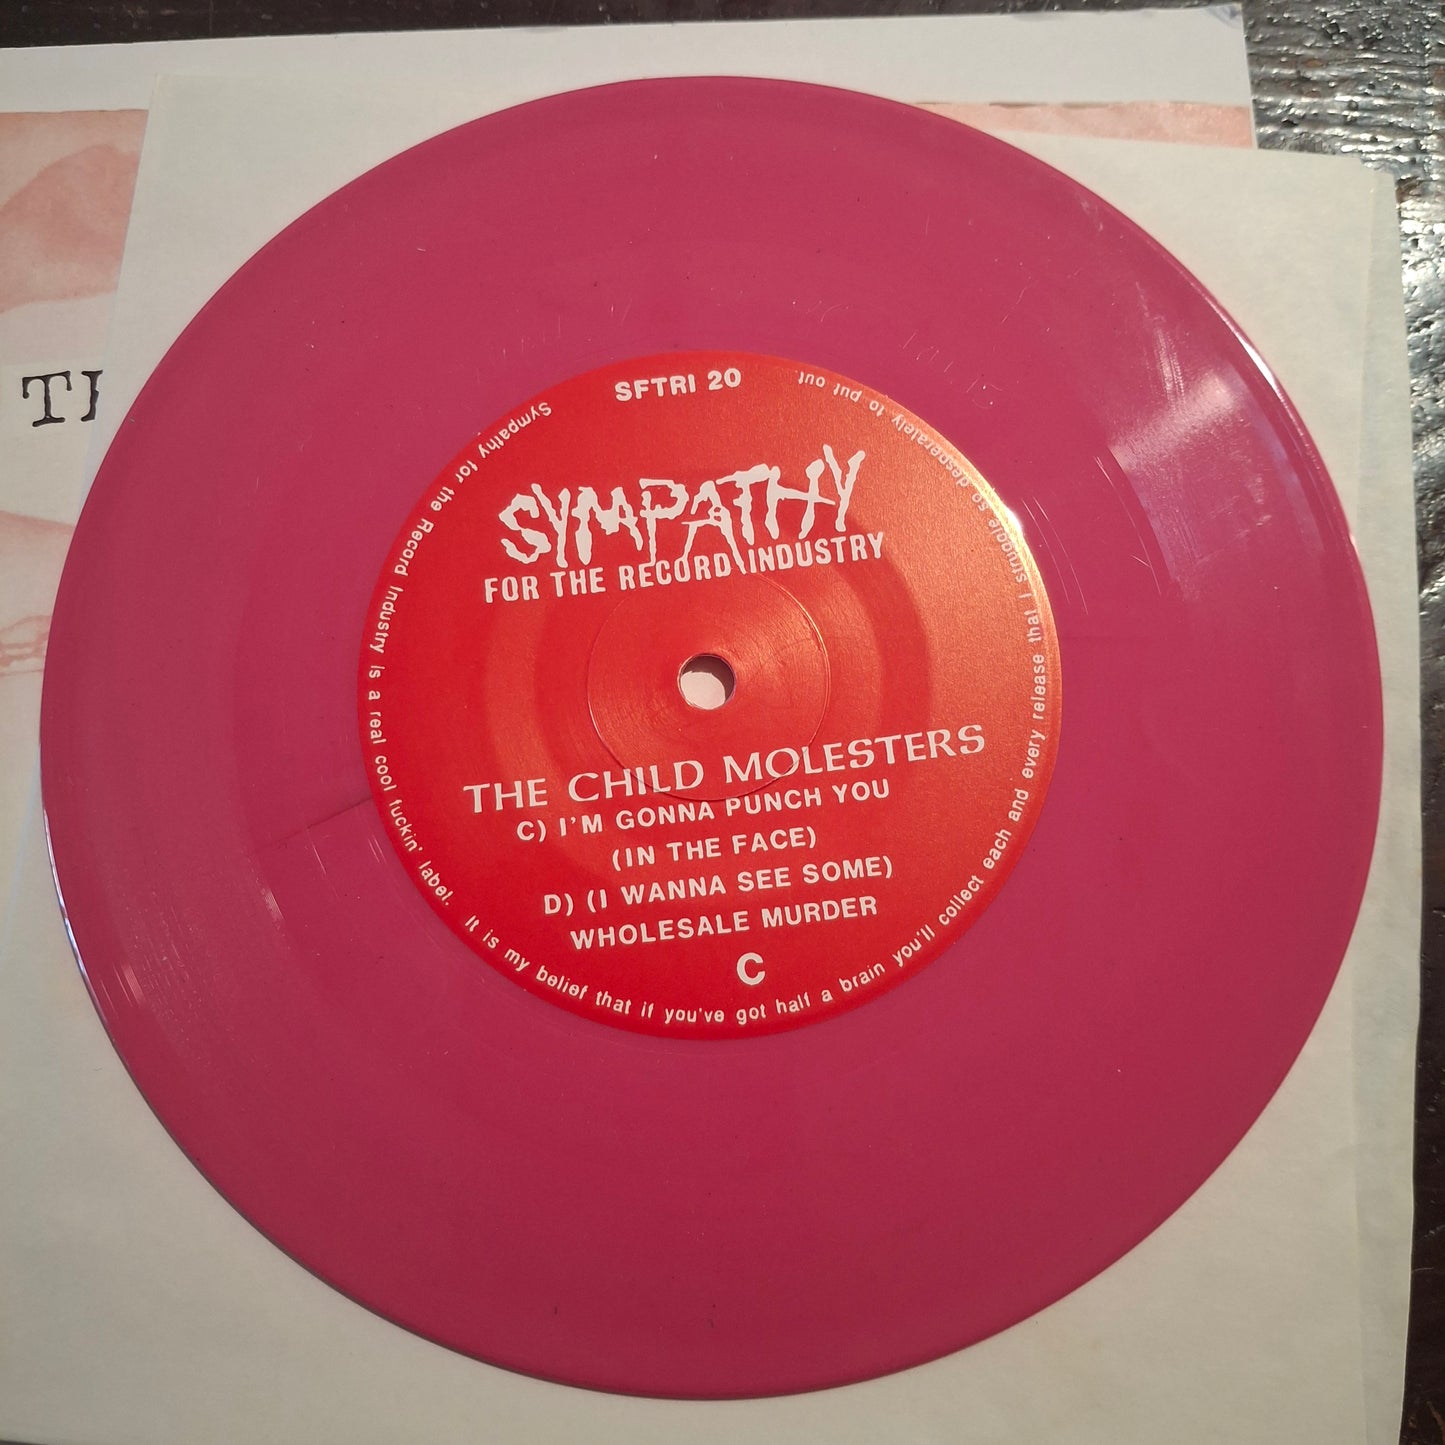 SFTRI 20
SYMPATHY
FOR THE RECORD INDUSTRY
THE CHILD MOLESTERS
C) I'M GONNA PUNCH YOU
(IN THE FACE)
D) (I WANNA SEE SOME)
WHOLESALE MURDER
C
Sympathy for the Record Industry is a real cool fuckin' label. It is my belief that if you've got half a brain you'll collect each and every release that I struggle so desperately to put out